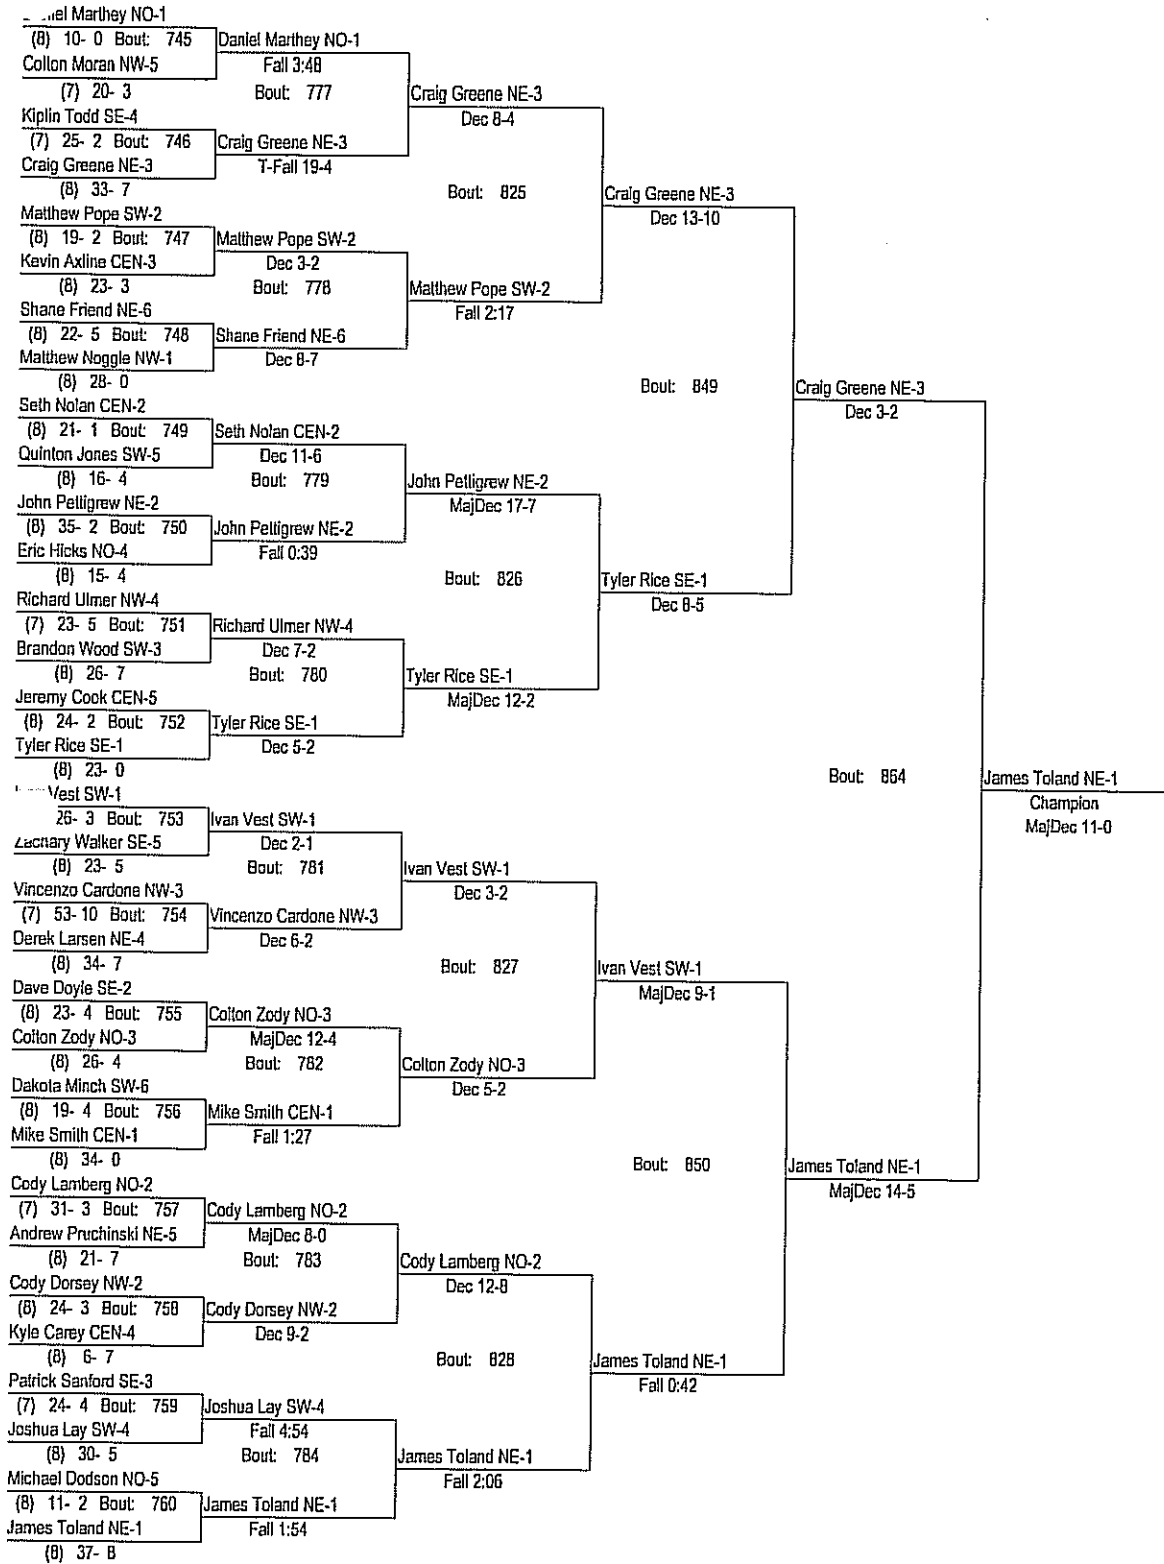 iel Marthey NO-1
(8) 10- 0 Bout: 745
Daniel Marthey NO-1
Collon Moran NW-5
Fall 3:48
(7) 20- 3
Bout: 777
Craig Greene NE-3
Kiplin Todd SE-4
Dec 8-4
(7) 25- 2 Bout: 746
Craig Greene NE-3
Craig Greene NE-3
T-Fall 19-4
(8) 33- 7
Bout: 825
Craig Greene NE-3
Matthew Pope SW-2
Dec 13-10
(8) 19- 2 Bout: 747
Matthew Pope SW-2
Kevin Axline CEN-3
Dec 3-2
(8) 23- 3
Bout: 778
Matthew Pope SW-2
Shane Friend NE-6
Fall 2:17
(8) 22- 5 Bout: 748
Shane Friend NE-6
Matthew Noggle NW-1
Dec 8-7
(8) 28- 0
Bout: 849
Craig Greene NE-3
Seth Nolan CEN-2
Dec 3-2
(8) 21- 1 Bout: 749
Seth Nolan CEN-2
Quinton Jones SW-5
Dec 11-6
(8) 16- 4
Bout: 779
John Pettigrew NE-2
John Pettigrew NE-2
MajDec 17-7
(8) 35- 2 Bout: 750
John Pettigrew NE-2
Eric Hicks NO-4
Fall 0:39
(8) 15- 4
Bout: 826
Tyler Rice SE-1
Richard Ulmer NW-4
Dec 8-5
(7) 23- 5 Bout: 751
Richard Ulmer NW-4
Brandon Wood SW-3
Dec 7-2
(8) 26- 7
Bout: 780
Tyler Rice SE-1
Jeremy Cook CEN-5
MajDec 12-2
(8) 24- 2 Bout: 752
Tyler Rice SE-1
Tyler Rice SE-1
Dec 5-2
(8) 23- 0
Bout: 864
James Toland NE-1
Vest SW-1
Champion
26- 3 Bout: 753
Ivan Vest SW-1
MajDec 11-0
Zachary Walker SE-5
Dec 2-1
(8) 23- 5
Bout: 781
Ivan Vest SW-1
Vincenzo Cardone NW-3
Dec 3-2
(7) 53- 10 Bout: 754
Vincenzo Cardone NW-3
Derek Larsen NE-4
Dec 6-2
(8) 34- 7
Bout: 827
Ivan Vest SW-1
Dave Doyle SE-2
MajDec 9-1
(8) 23- 4 Bout: 755
Colton Zody NO-3
Colton Zody NO-3
MajDec 12-4
(8) 26- 4
Bout: 782
Colton Zody NO-3
Dakota Minch SW-6
Dec 5-2
(8) 19- 4 Bout: 756
Mike Smith CEN-1
Mike Smith CEN-1
Fall 1:27
(8) 34- 0
Bout: 850
James Toland NE-1
Cody Lamberg NO-2
MajDec 14-5
(7) 31- 3 Bout: 757
Cody Lamberg NO-2
Andrew Pruchinski NE-5
MajDec 8-0
(8) 21- 7
Bout: 783
Cody Lamberg NO-2
Cody Dorsey NW-2
Dec 12-8
(8) 24- 3 Bout: 758
Cody Dorsey NW-2
Kyle Carey CEN-4
Dec 9-2
(8) 6- 7
Bout: 828
James Toland NE-1
Patrick Sanford SE-3
Fall 0:42
(7) 24- 4 Bout: 759
Joshua Lay SW-4
Joshua Lay SW-4
Fall 4:54
(8) 30- 5
Bout: 784
James Toland NE-1
Michael Dodson NO-5
Fall 2:06
(8) 11- 2 Bout: 760
James Toland NE-1
James Toland NE-1
Fall 1:54
(8) 37- 8